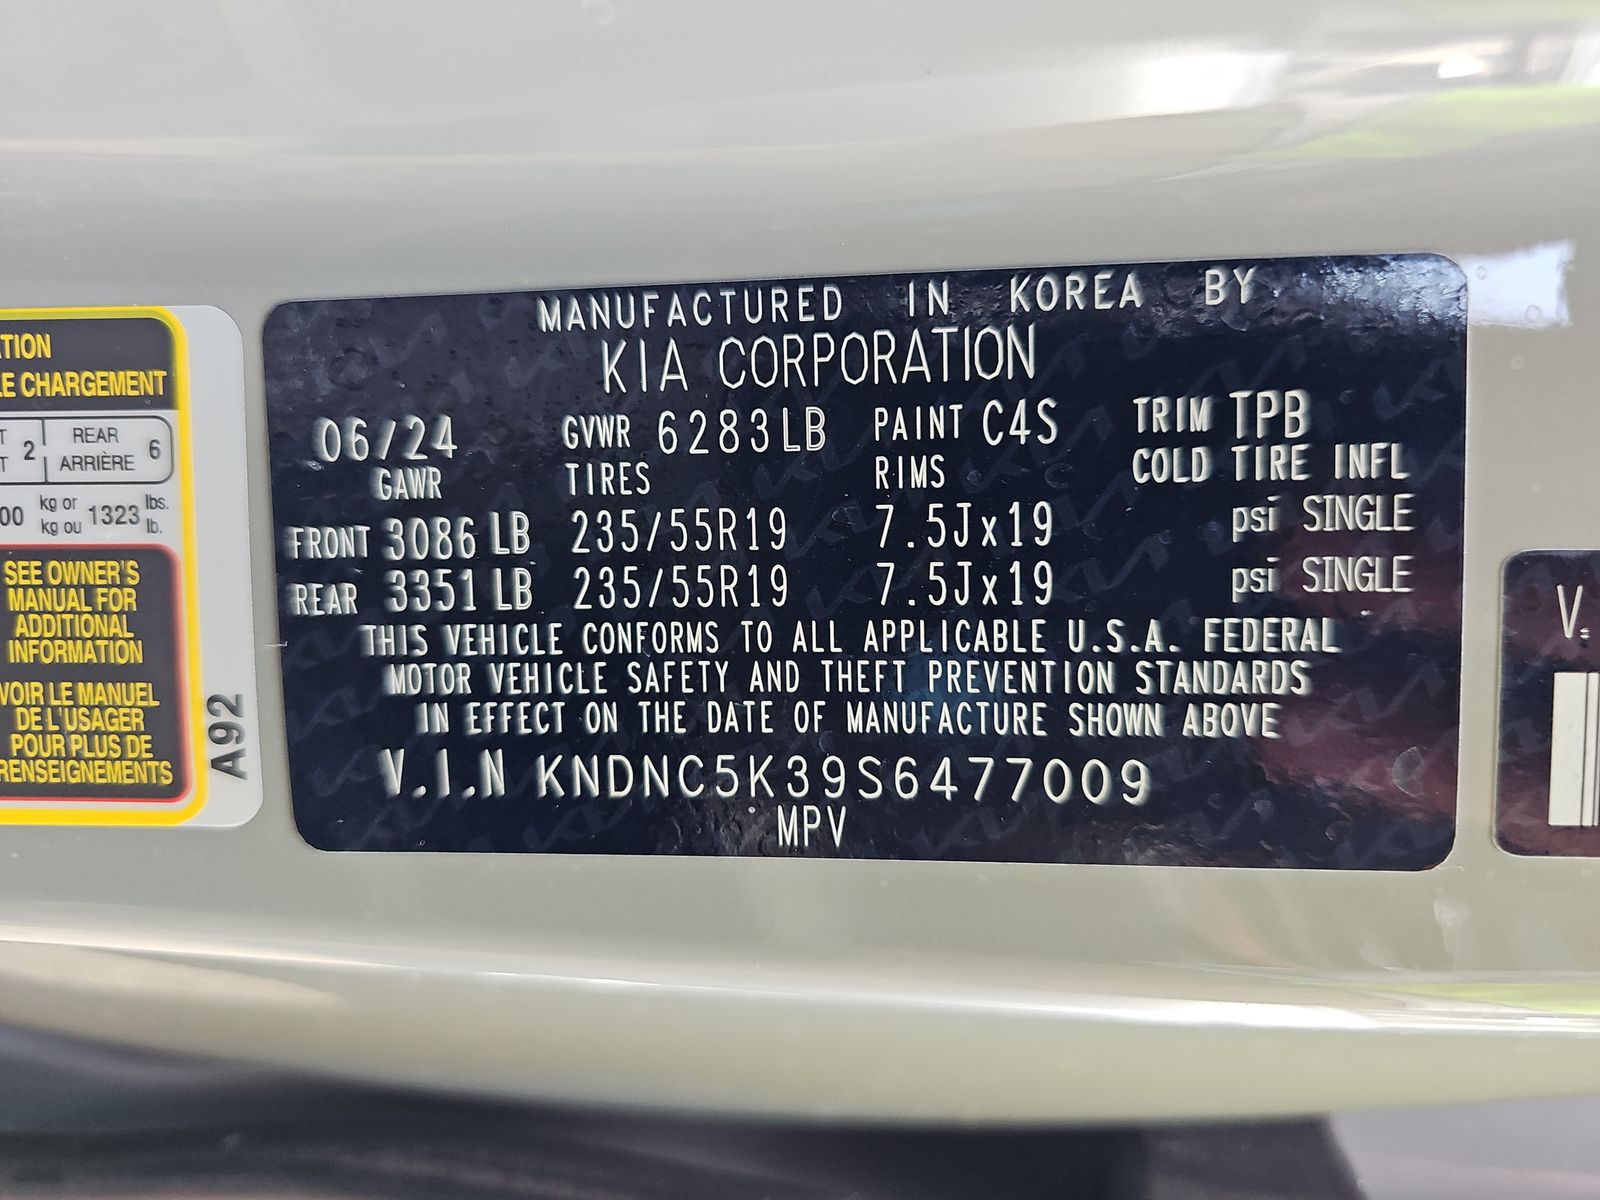 TION
LE CHARGEMENT
T 2 REAR 6
T ARRIÈRE
00 kg or 1323 lbs.
kg ou lb.
SEE OWNER'S
MANUAL FOR
ADDITIONAL
INFORMATION
VOIR LE MANUEL
DE L'USAGER
POUR PLUS DE
RENSEIGNEMENTS
A92
MANUFACTURED IN KOREA BY
KIA CORPORATION
06/24 GVWR 6283LB PAINT C4S TRIM TPB
GAWR TIRES RIMS COLD TIRE INFL
FRONT 3086 LB 235/55R19 7.5Jx19 psi SINGLE
REAR 3351 LB 235/55R19 7.5Jx19 psi SINGLE
THIS VEHICLE CONFORMS TO ALL APPLICABLE U.S.A. FEDERAL
MOTOR VEHICLE SAFETY AND THEFT PREVENTION STANDARDS
IN EFFECT ON THE DATE OF MANUFACTURE SHOWN ABOVE
V.I.N KNDNC5K39S6477009
MPV
V.